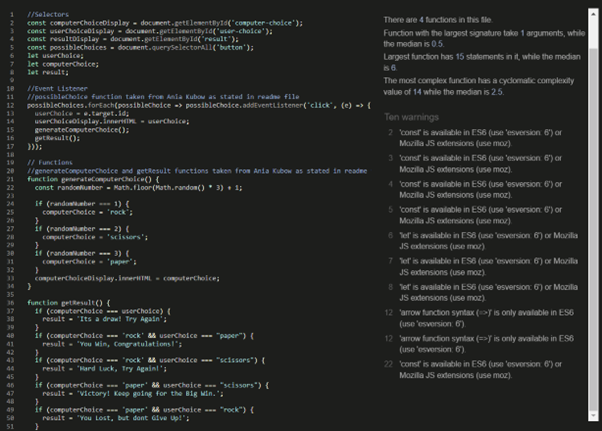 1 //Selectors
2 const computerChoiceDisplay = document.getElementById('computer-choice');
3 const userChoiceDisplay = document.getElementById('user-choice');
4 const resultDisplay = document.getElementById('result');
5 const possibleChoices = document.querySelectorAll('button');
6 let userChoice;
7 let computerChoice;
8 let result;
9
10 //Event Listener
11 //possibleChoice function taken from Ania Kubow as stated in readme file
12 possibleChoices.forEach(possibleChoice => possibleChoice.addEventListener('click', (e) => {
13 userChoice = e.target.id;
14 userChoiceDisplay.innerHTML = userChoice;
15 generateComputerChoice();
16 getResult();
17 }));
18
19 // Functions
20 //generateComputerChoice and getResult functions taken from Ania Kubow as stated in readme
21 function generateComputerChoice() {
22 const randomNumber = Math.floor(Math.random() * 3) + 1;
23
24 if (randomNumber === 1) {
25 computerChoice = 'rock';
26 }
27 if (randomNumber === 2) {
28 computerChoice = 'scissors';
29 }
30 if (randomNumber === 3) {
31 computerChoice = 'paper';
32 }
33 computerChoiceDisplay.innerHTML = computerChoice;
34 }
35
36 function getResult() {
37 if (computerChoice === userChoice) {
38 result = 'Its a draw! Try Again';
39 }
40 if (computerChoice === 'rock' && userChoice === "paper") {
41 result = 'You Win, Congratulations!';
42 }
43 if (computerChoice === 'rock' && userChoice === "scissors") {
44 result = 'Hard Luck, Try Again!';
45 }
46 if (computerChoice === 'paper' && userChoice === "scissors") {
47 result = 'Victory! Keep going for the Big Win.';
48 }
49 if (computerChoice === 'paper' && userChoice === "rock") {
50 result = 'You Lost, but dont Give Up!';
51 }
There are 4 functions in this file.
Function with the largest signature take 1 arguments, while
the median is 0.5.
Largest function has 15 statements in it, while the median
is 6.
The most complex function has a cyclomatic complexity
value of 14 while the median is 2.5.
Ten warnings
2 'const' is available in ES6 (use 'esversion: 6') or
Mozilla JS extensions (use moz).
3 'const' is available in ES6 (use 'esversion: 6') or
Mozilla JS extensions (use moz).
4 'const' is available in ES6 (use 'esversion: 6') or
Mozilla JS extensions (use moz).
5 'const' is available in ES6 (use 'esversion: 6') or
Mozilla JS extensions (use moz).
6 'let' is available in ES6 (use 'esversion: 6') or Mozilla
JS extensions (use moz).
7 'let' is available in ES6 (use 'esversion: 6') or Mozilla
JS extensions (use moz).
8 'let' is available in ES6 (use 'esversion: 6') or Mozilla
JS extensions (use moz).
12 'arrow function syntax (=>)' is only available in ES6
(use 'esversion: 6').
12 'arrow function syntax (=>)' is only available in ES6
(use 'esversion: 6').
22 'const' is available in ES6 (use 'esversion: 6') or
Mozilla JS extensions (use moz).